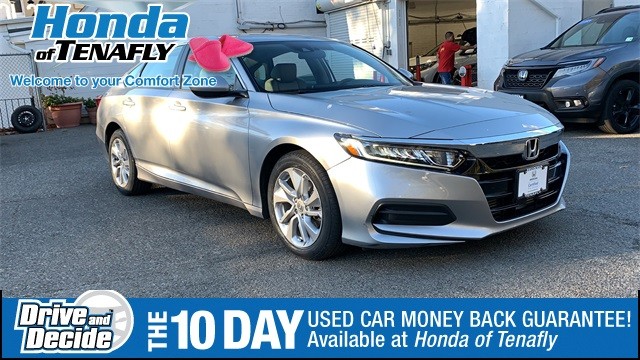 Honda
of TENAFLY
Welcome to your Comfort Zone
Drive and
Decide
THE 10 DAY USED CAR MONEY BACK GUARANTEE!
Available at Honda of Tenafly